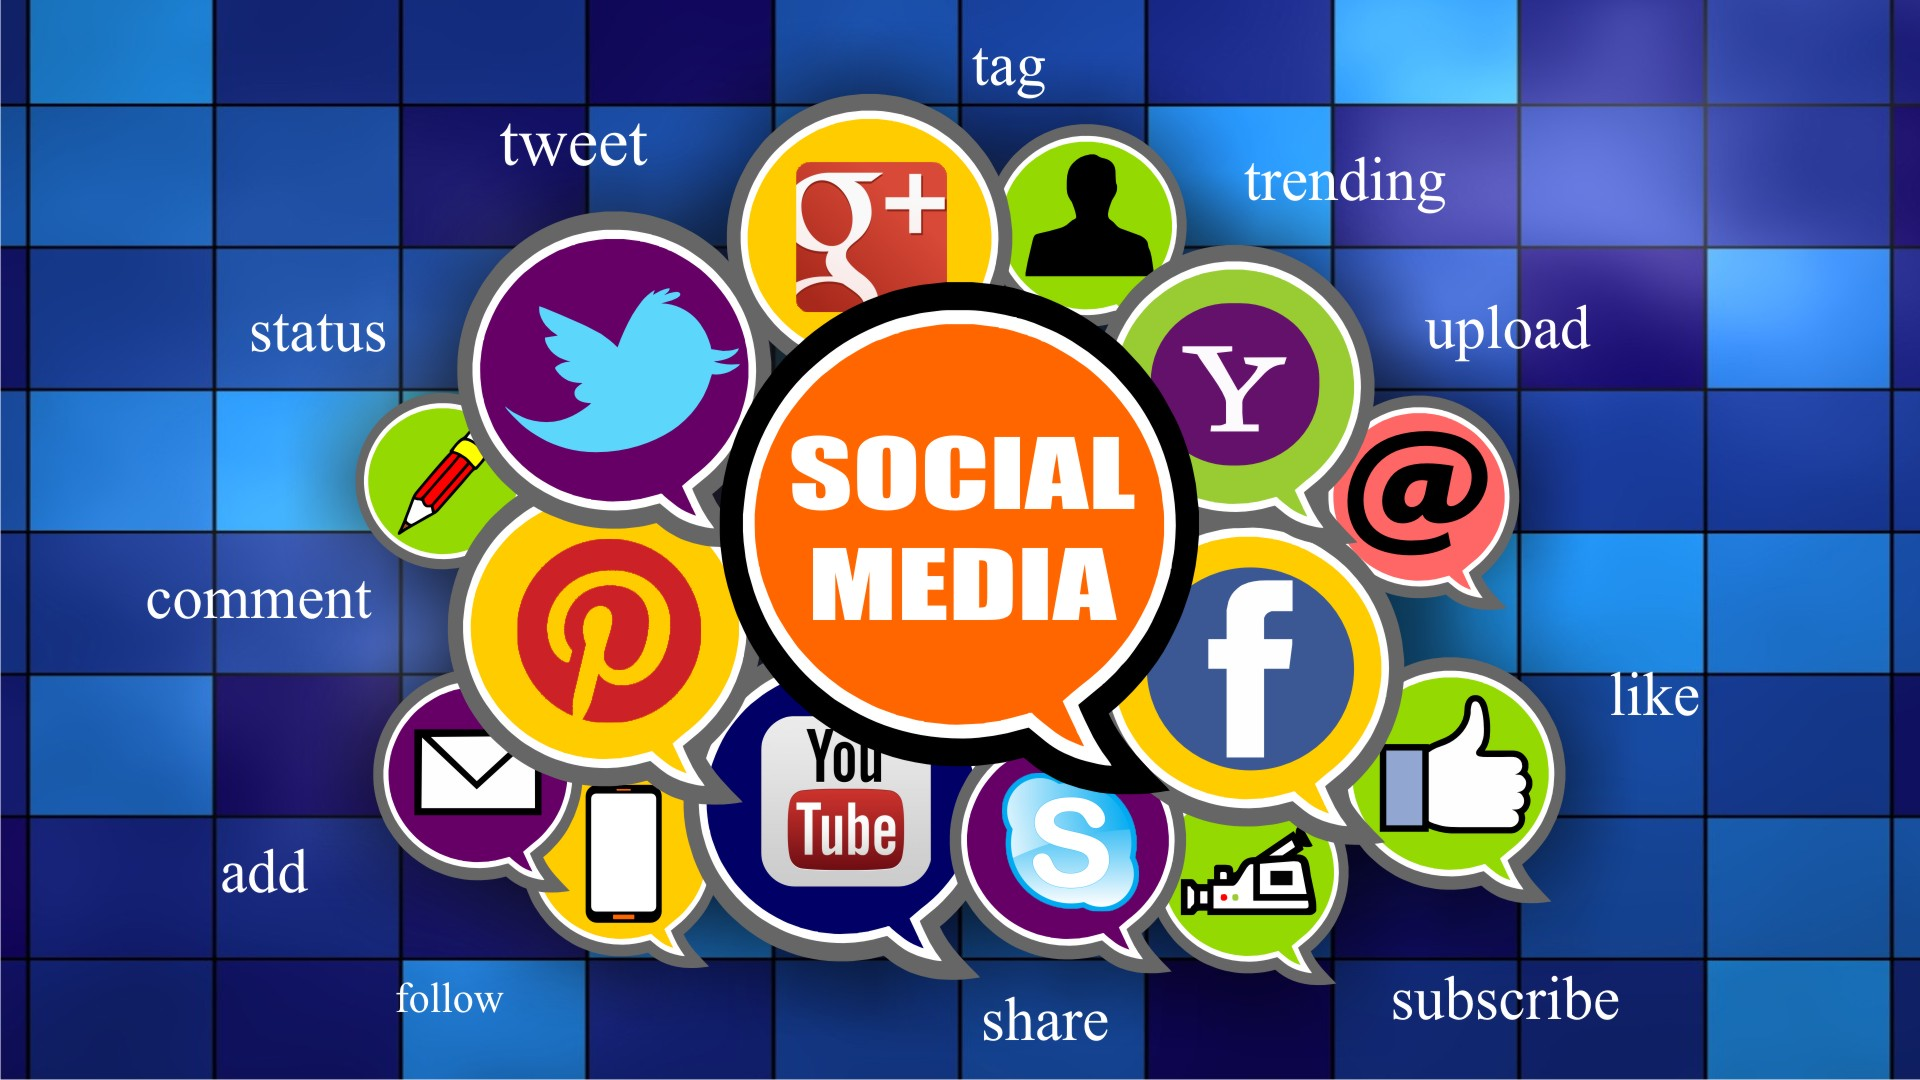 tag
tweet
trending
g+
status
upload
Y
SOCIAL
MEDIA
@
comment
f
like
You
Tube
S
add
follow
share
subscribe